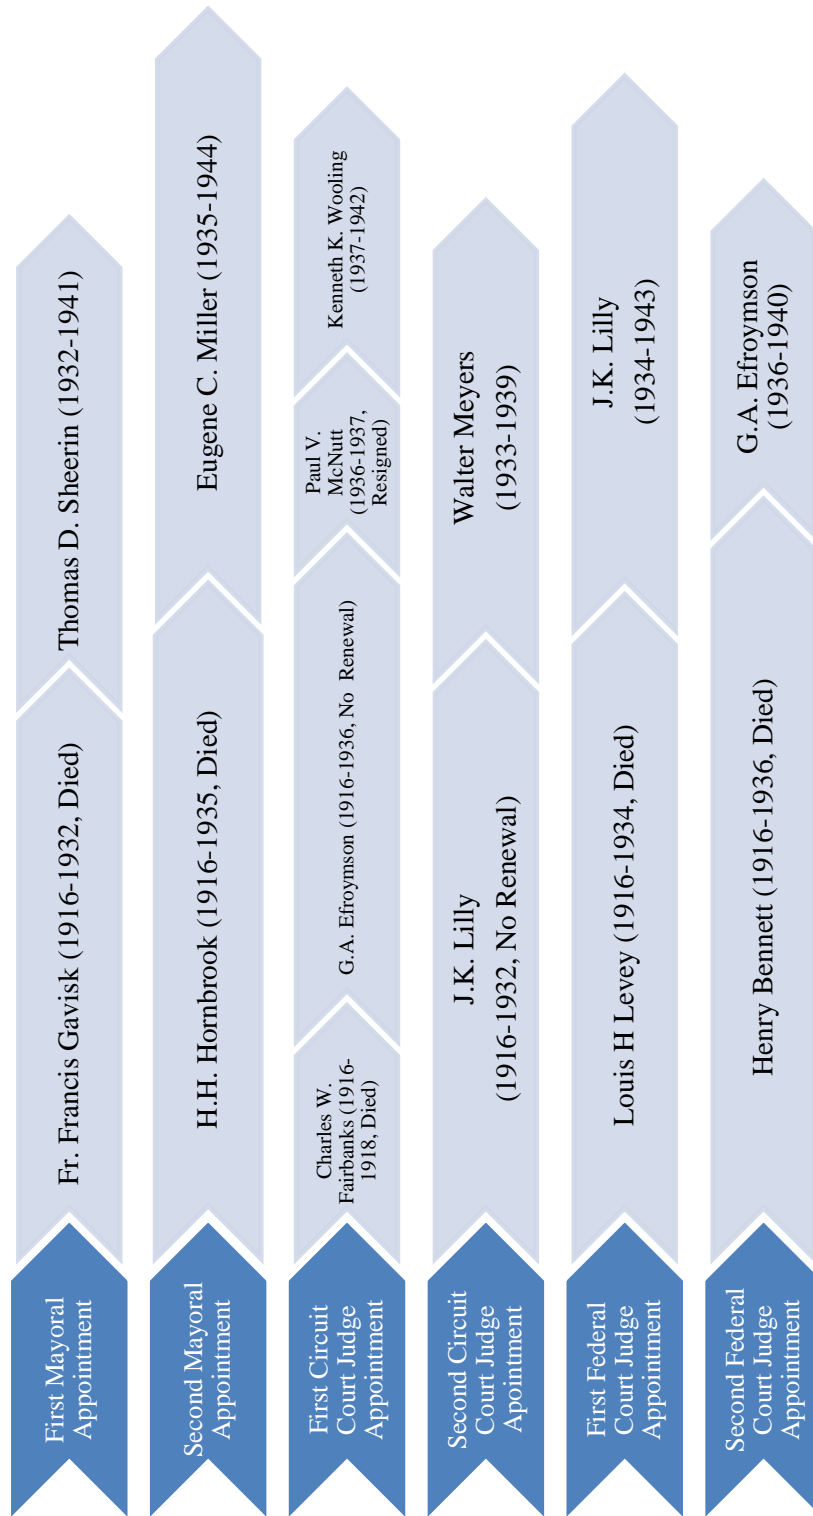 First Mayoral
Appointment
Fr. Francis Gavisk (1916-1932, Died)
Thomas D. Sheerin (1932-1941)
Second Mayoral
Appointment
H.H. Hornbrook (1916-1935, Died)
Eugene C. Miller (1935-1944)
First Circuit
Court Judge
Appointment
Charles W.
Fairbanks (1916-
1918, Died)
G.A. Efroymson (1916-1936, No Renewal)
Paul V.
McNutt
(1936-1937,
Resigned)
Kenneth K. Wooling
(1937-1942)
Second Circuit
Court Judge
Apointment
J.K. Lilly
(1916-1932, No Renewal)
Walter Meyers
(1933-1939)
First Federal
Court Judge
Appointment
Louis H Levey (1916-1934, Died)
J.K. Lilly
(1934-1943)
Second Federal
Court Judge
Appointment
Henry Bennett (1916-1936, Died)
G.A. Efroymson
(1936-1940)